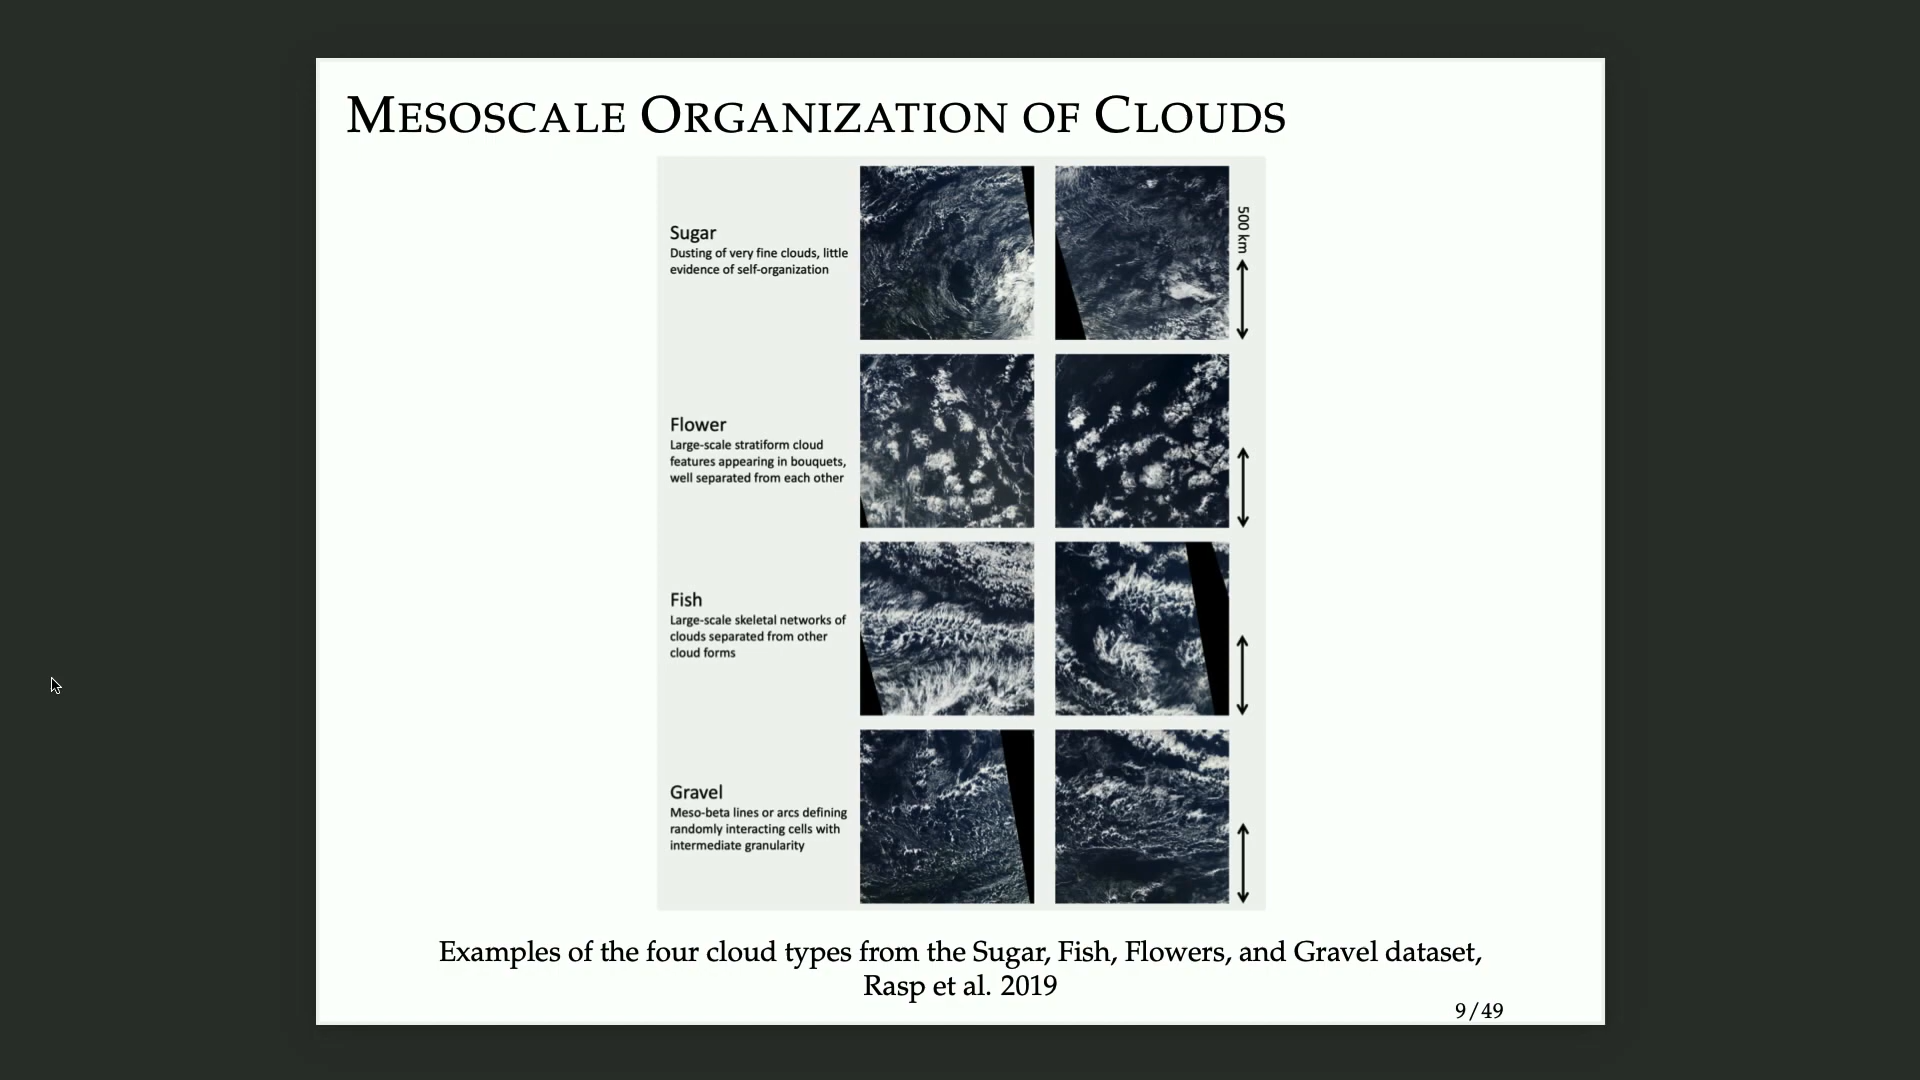 MESOSCALE ORGANIZATION OF CLOUDS
Sugar
Dusting of very fine clouds, little
evidence of self-organization
500 km
Flower
Large-scale stratiform cloud
features appearing in bouquets,
well separated from each other
Fish
Large-scale skeletal networks of
clouds separated from other
cloud forms
Gravel
Meso-beta lines or arcs defining
randomly interacting cells with
intermediate granularity
Examples of the four cloud types from the Sugar, Fish, Flowers, and Gravel dataset,
Rasp et al. 2019
9/49